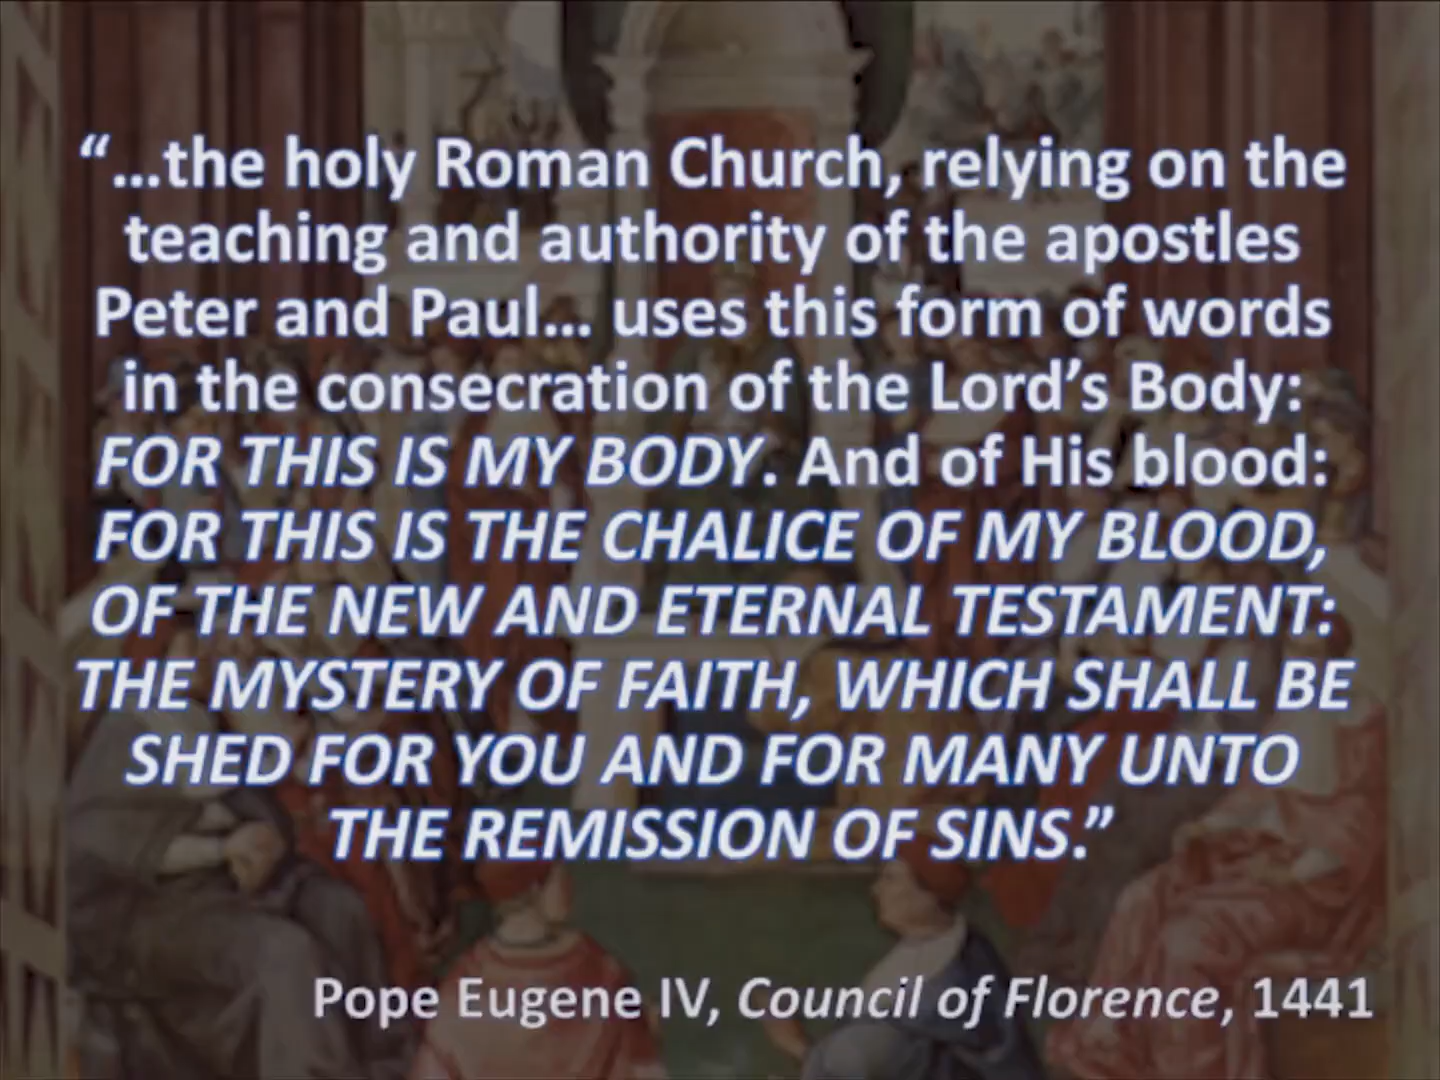 “...the holy Roman Church, relying on the
teaching and authority of the apostles
Peter and Paul... uses this form of words
in the consecration of the Lord’s Body:
FOR THIS IS MY BODY. And of His blood:
FOR THIS IS THE CHALICE OF MY BLOOD,
OF THE NEW AND ETERNAL TESTAMENT:
THE MYSTERY OF FAITH, WHICH SHALL BE
SHED FOR YOU AND FOR MANY UNTO
THE REMISSION OF SINS.”
Pope Eugene IV, Council of Florence, 1441